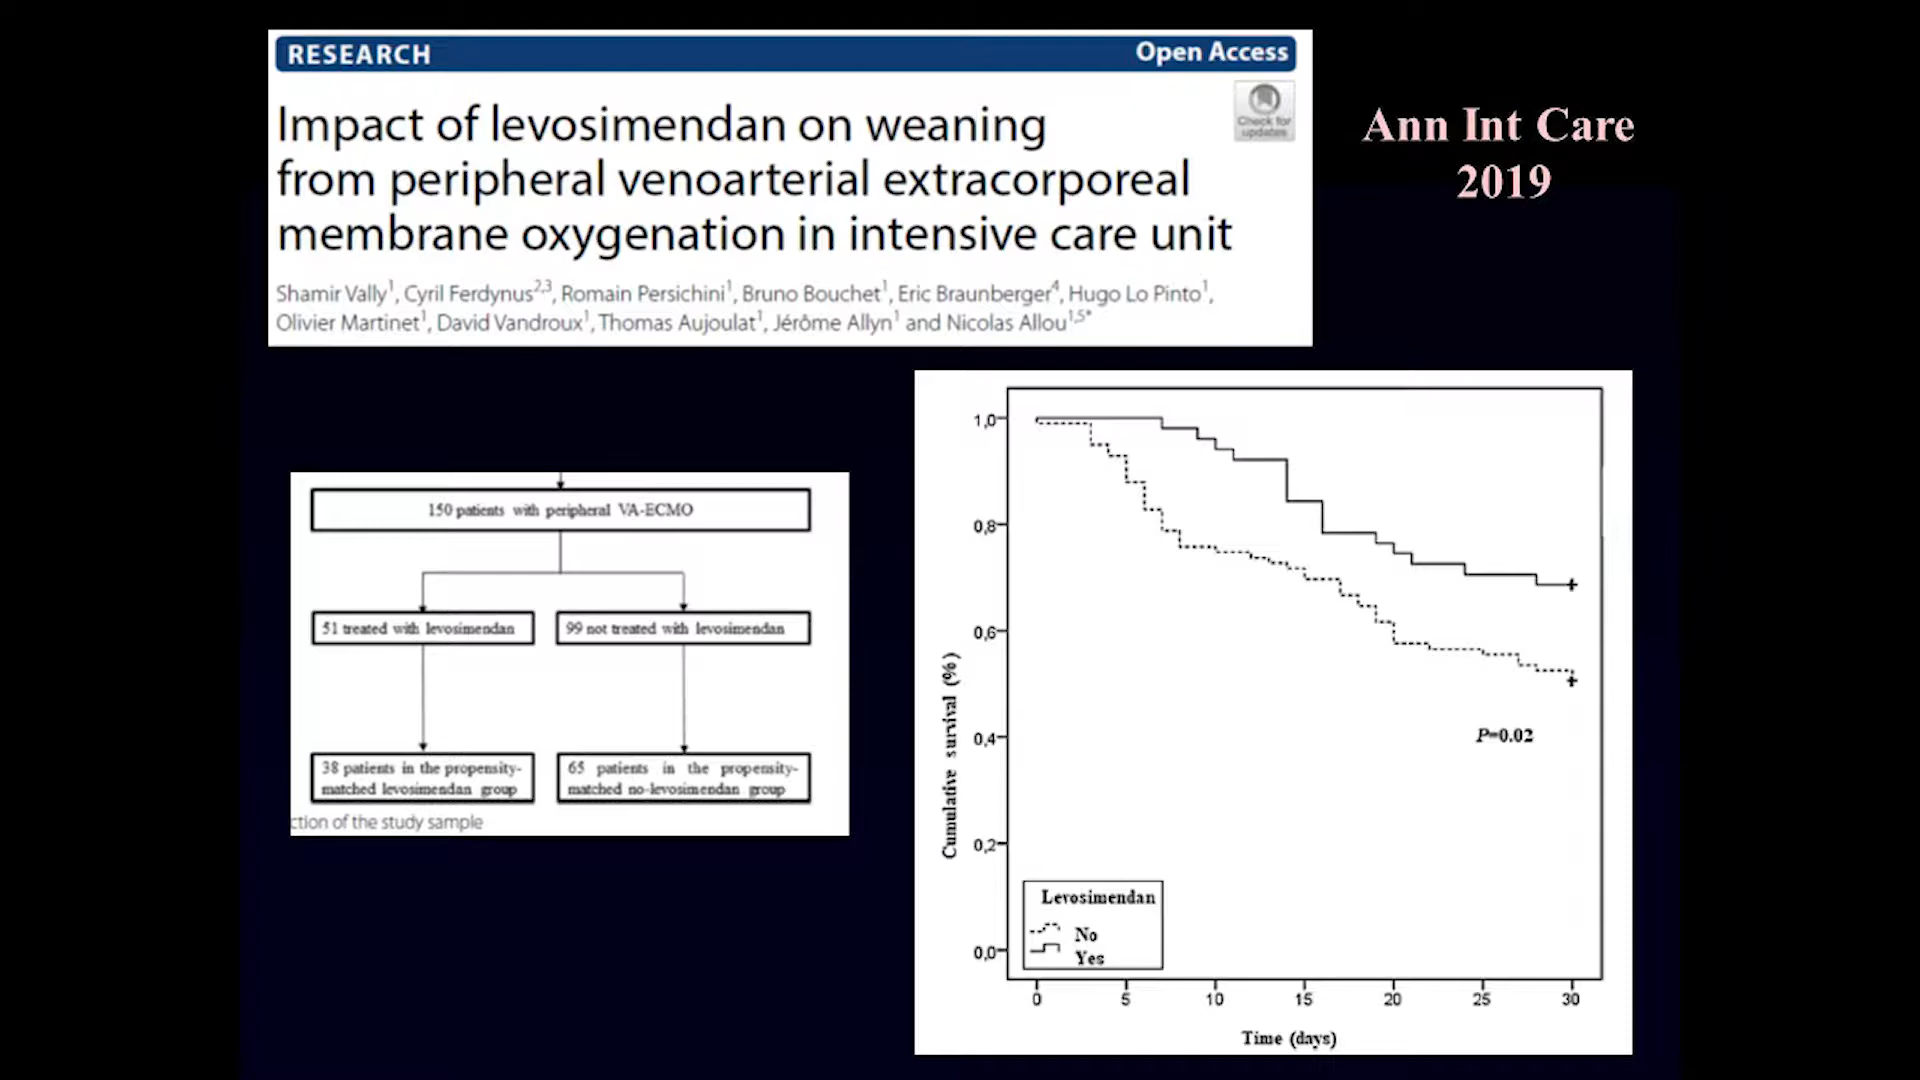 RESEARCH
Open Access
Check for
updates
Impact of levosimendan on weaning
from peripheral venoarterial extracorporeal
membrane oxygenation in intensive care unit
Shamir Vally1, Cyril Ferdynus2,3, Romain Persichini1, Bruno Bouchet1, Eric Braunberger4, Hugo Lo Pinto1,
Olivier Martinet1, David Vandroux1, Thomas Aujoulat1, Jérôme Allyn1 and Nicolas Allou1,5*
Ann Int Care
2019
150 patients with peripheral VA-ECMO
51 treated with levosimendan
99 not treated with levosimendan
38 patients in the propensity-
matched levosimendan group
65 patients in the propensity-
matched no-levosimendan group
ction of the study sample
Cumulative survival (%)
1,0
0,8
0,6
0,4
0,2
0,0
P=0.02
Levosimendan
No
Yes
0 5 10 15 20 25 30
Time (days)